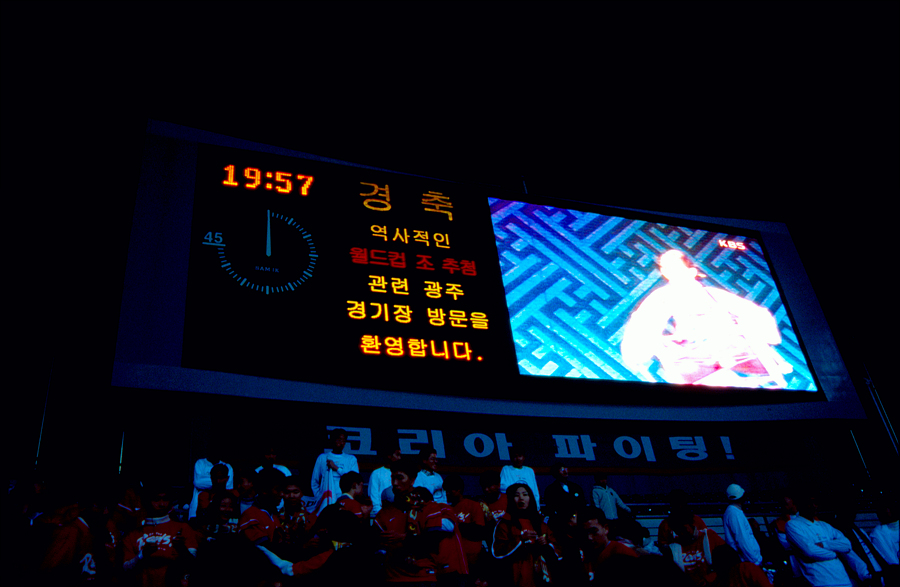 19:57
45
경축
역사적인
월드컵 조 추첨
관련 광주
경기장 방문을
환영합니다.
KBS
코리아 파이팅!